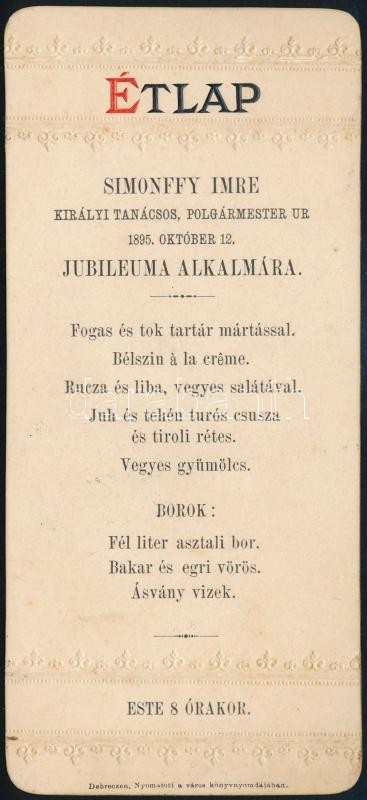 ÉTLAP
SIMONFFY IMRE
KIRÁLYI TANÁCSOS, POLGÁRMESTER UR
1895. OKTÓBER 12.
JUBILEUMA ALKALMÁRA.
Fogas és tok tartár mártással.
Bélszin à la crême.
Rucza és liba, vegyes salátával.
Juh és tehén turós csusza
és tiroli rétes.
Vegyes gyümölcs.
BOROK:
Fél liter asztali bor.
Bakar és egri vörös.
Ásvány vizek.
ESTE 8 ÓRAKOR.
Debreczen, Nyomatott a város könyvnyomdájában.